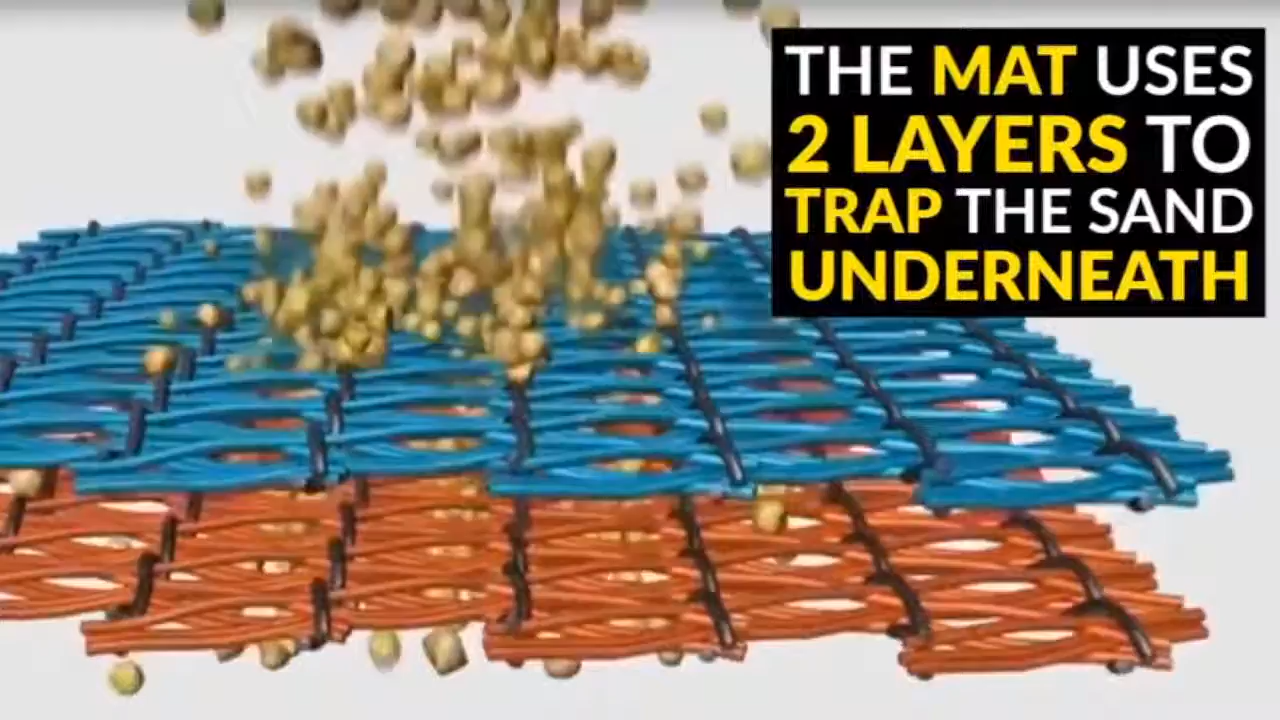 THE MAT USES
2 LAYERS TO
TRAP THE SAND
UNDERNEATH